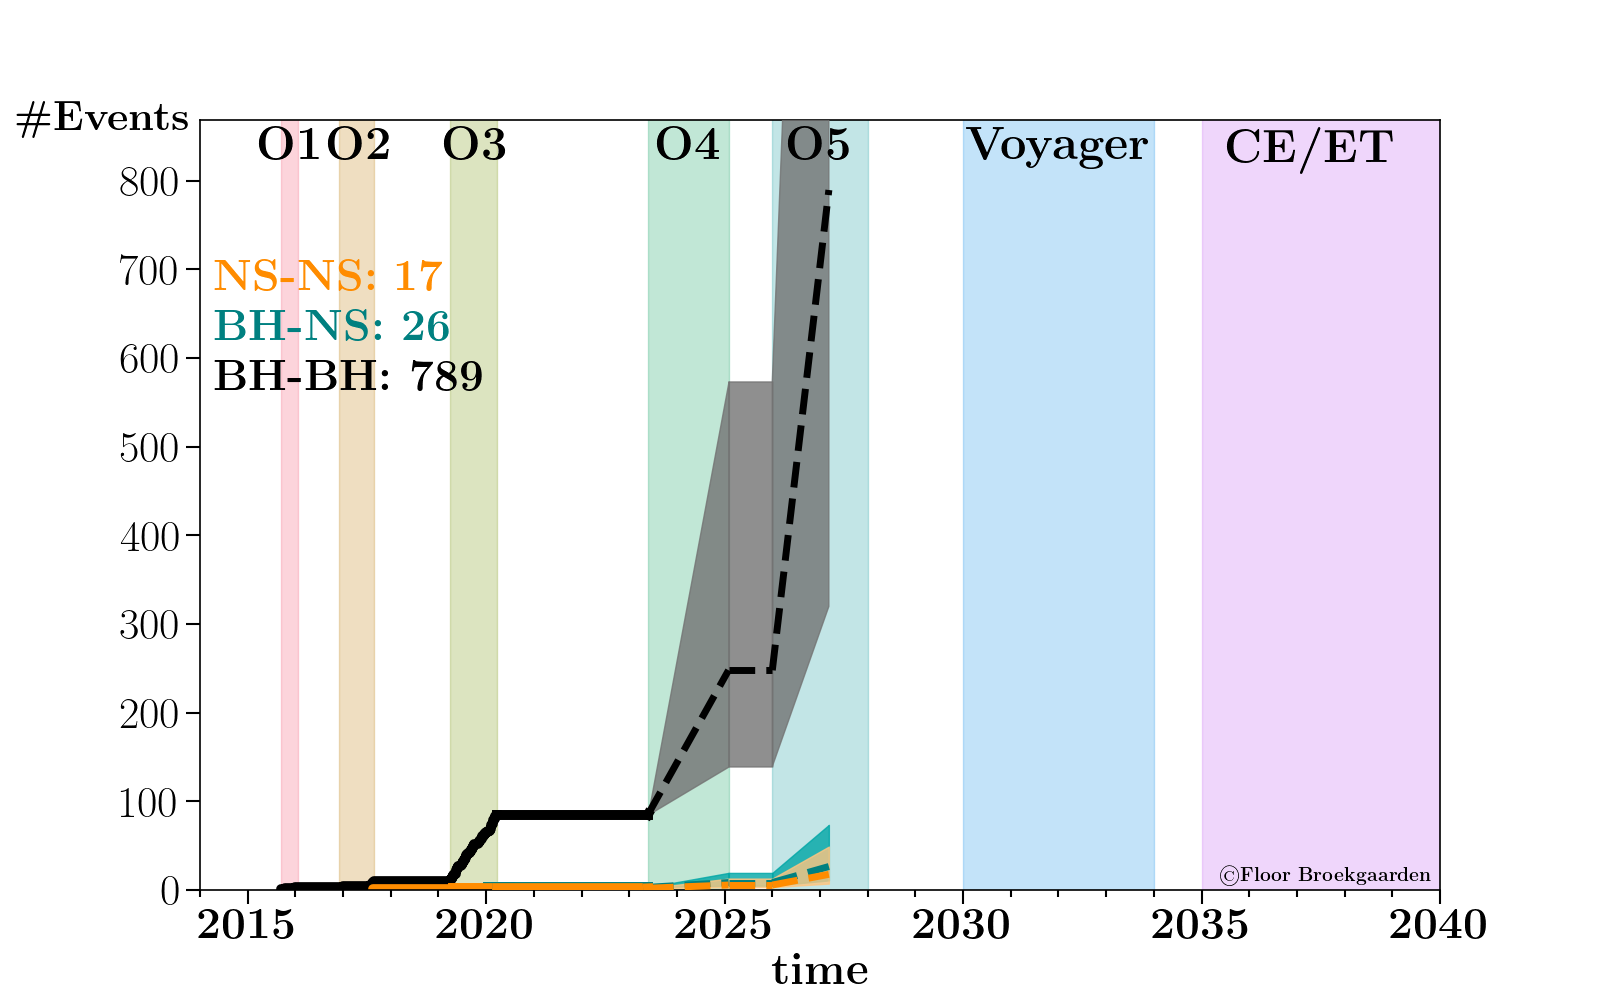 #Events
O1 O2 O3 O4 O5 Voyager CE/ET
800
700
NS-NS: 17
BH-NS: 26
600
BH-BH: 789
500
400
300
200
100
©Floor Broekgaarden
0
2015 2020 2025 2030 2035 2040
time